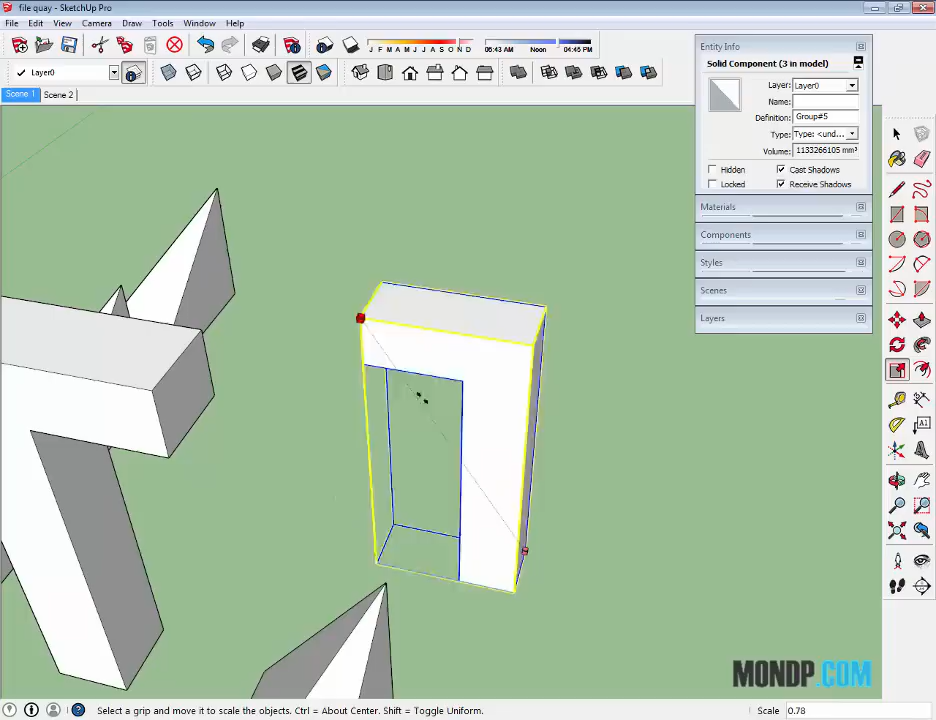 file quay - SketchUp Pro
File Edit View Camera Draw Tools Window Help
J F M A M J J A S O N D 06:43 AM Noon 04:45 PM
Layer0
Scene 1 Scene 2
Entity Info
Solid Component (3 in model)
Layer: Layer0
Name:
Definition: Group#5
Type: Type: <und...
Volume: 1133266105 mm³
Hidden Cast Shadows
Locked Receive Shadows
Materials
Components
Styles
Scenes
Layers
A1
MONDP.COM
Select a grip and move it to scale the objects. Ctrl = About Center. Shift = Toggle Uniform. Scale 0.78